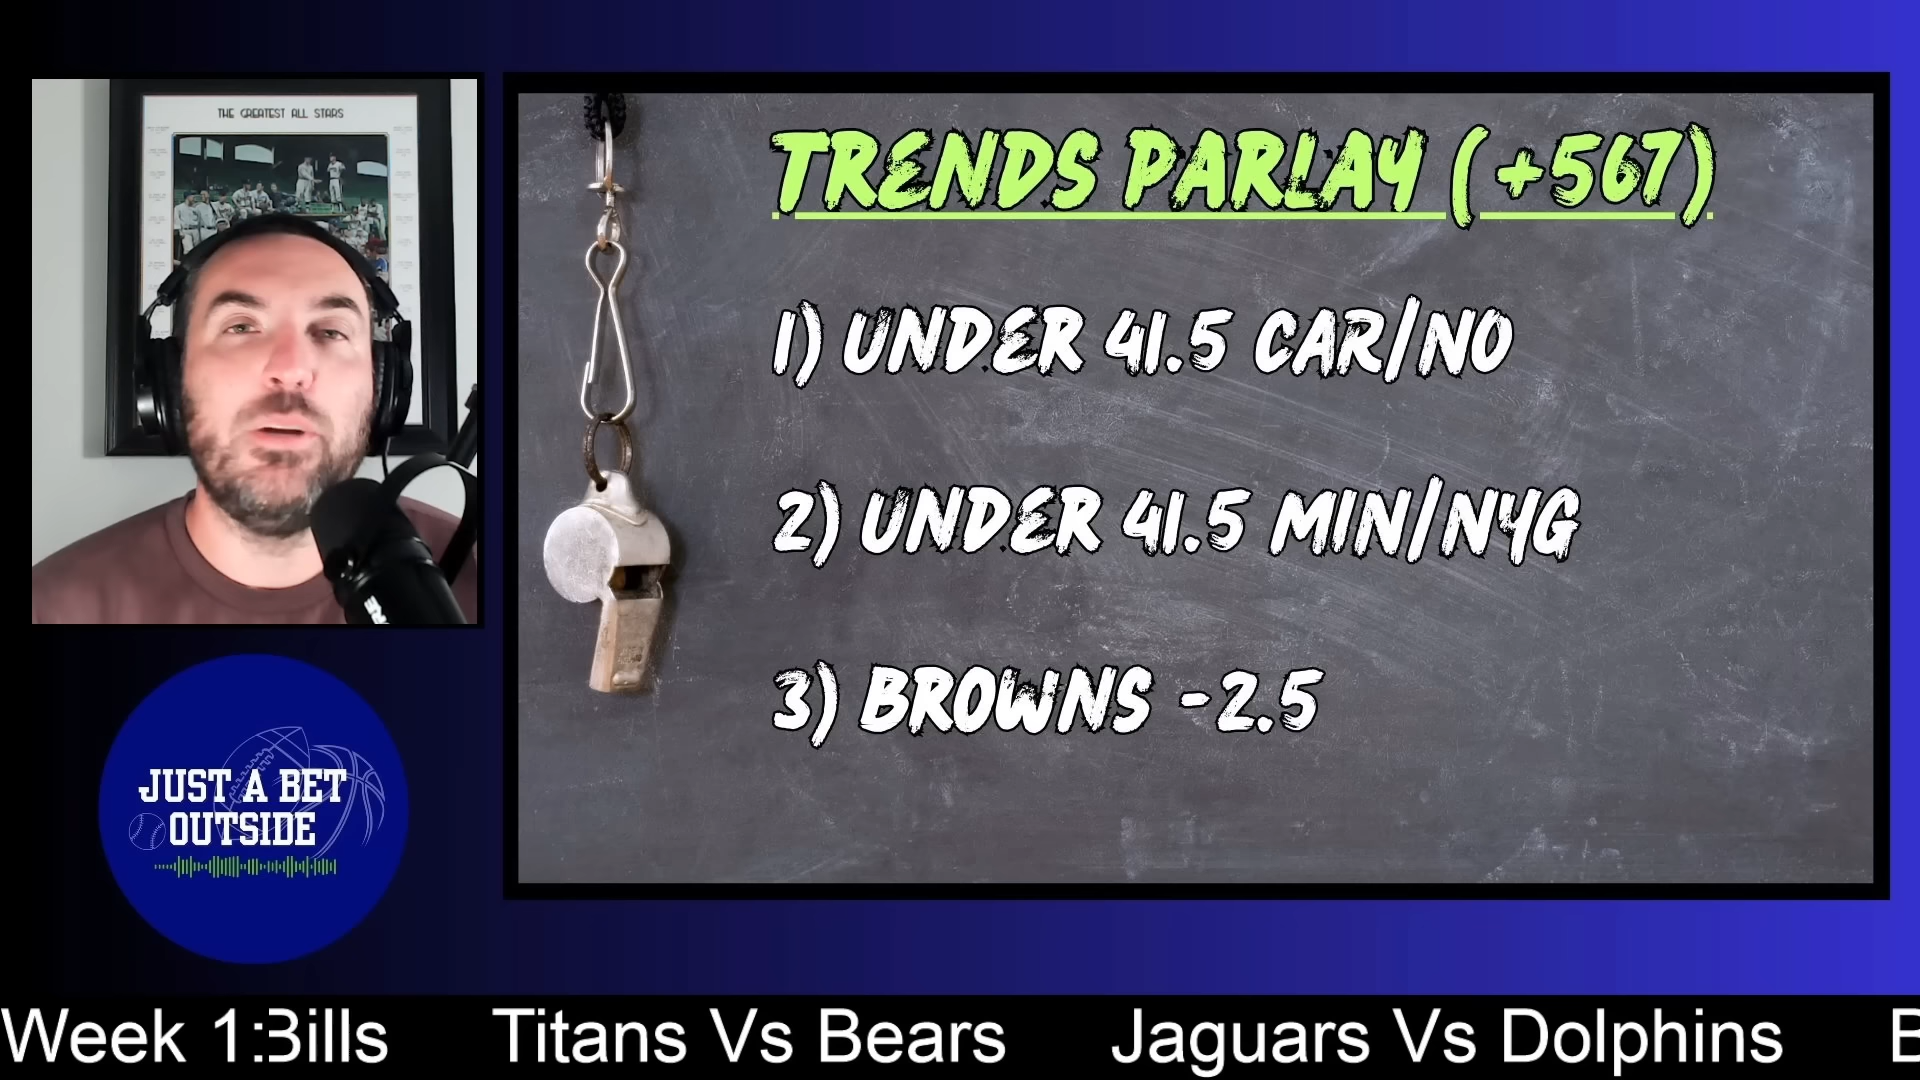 THE GREATEST ALL STARS
TRENDS PARLAY (+567)
1) UNDER 41.5 CAR/NO
2) UNDER 41.5 MIN/NYG
3) BROWNS -2.5
JUST A BET
OUTSIDE
Week 1: Bills Titans Vs Bears Jaguars Vs Dolphins B